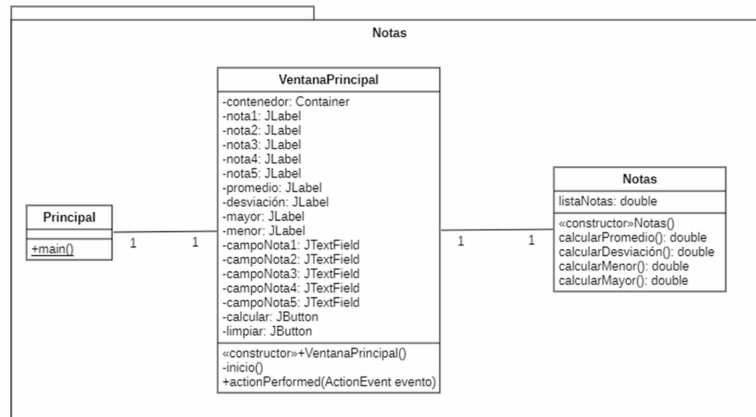 Notas
VentanaPrincipal
-contenedor: Container
-nota1: JLabel
-nota2: JLabel
-nota3: JLabel
-nota4: JLabel
-nota5: JLabel
-promedio: JLabel
-desviación: JLabel
-mayor: JLabel
-menor: JLabel
-campoNota1: JTextField
-campoNota2: JTextField
-campoNota3: JTextField
-campoNota4: JTextField
-campoNota5: JTextField
-calcular: JButton
-limpiar: JButton
«constructor»+VentanaPrincipal()
-inicio()
+actionPerformed(ActionEvent evento)
Principal
+main()
1 1
1 1
Notas
listaNotas: double
«constructor»Notas()
calcularPromedio(): double
calcularDesviación(): double
calcularMenor(): double
calcularMayor(): double